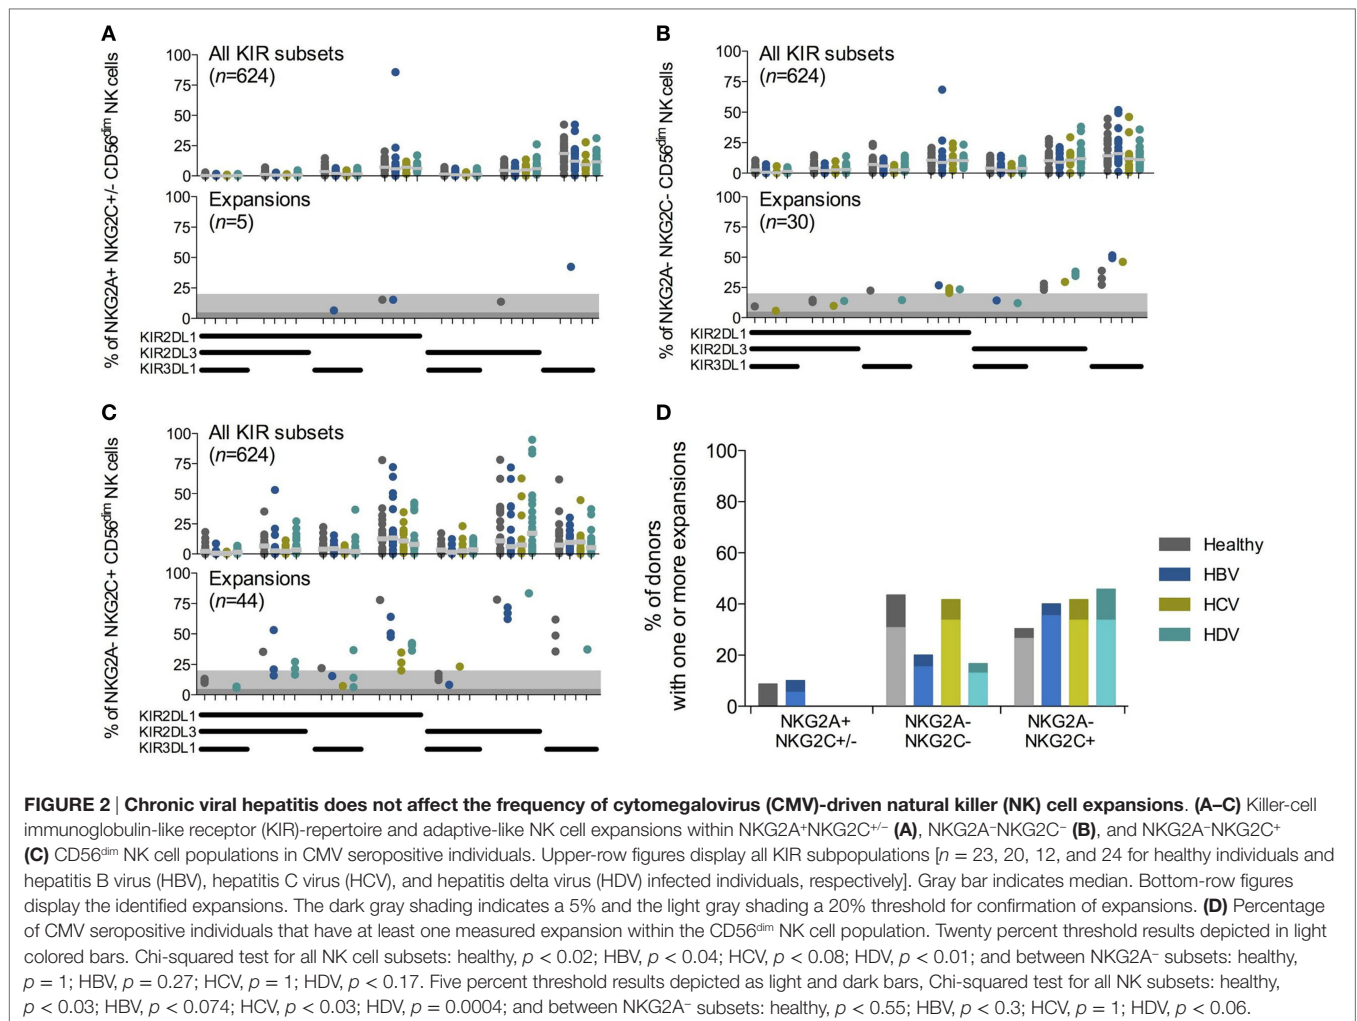 A
% of NKG2A+ NKG2C+/- CD56dim NK cells
100
75
50
25
0
All KIR subsets
(n=624)
100
75
50
25
0
Expansions
(n=5)
KIR2DL1
KIR2DL3
KIR3DL1
B
% of NKG2A- NKG2C- CD56dim NK cells
100
75
50
25
0
All KIR subsets
(n=624)
100
75
50
25
0
Expansions
(n=30)
KIR2DL1
KIR2DL3
KIR3DL1
C
% of NKG2A- NKG2C+ CD56dim NK cells
100
75
50
25
0
All KIR subsets
(n=624)
100
75
50
25
0
Expansions
(n=44)
KIR2DL1
KIR2DL3
KIR3DL1
D
% of donors
with one or more expansions
100
80
60
40
20
0
NKG2A+
NKG2C+/-
NKG2A-
NKG2C-
NKG2A-
NKG2C+
Healthy
HBV
HCV
HDV
FIGURE 2 | Chronic viral hepatitis does not affect the frequency of cytomegalovirus (CMV)-driven natural killer (NK) cell expansions. (A–C) Killer-cell
immunoglobulin-like receptor (KIR)-repertoire and adaptive-like NK cell expansions within NKG2A⁺NKG2C⁺/⁻ (A), NKG2A⁻NKG2C⁻ (B), and NKG2A⁻NKG2C⁺
(C) CD56dim NK cell populations in CMV seropositive individuals. Upper-row figures display all KIR subpopulations [n = 23, 20, 12, and 24 for healthy individuals and
hepatitis B virus (HBV), hepatitis C virus (HCV), and hepatitis delta virus (HDV) infected individuals, respectively]. Gray bar indicates median. Bottom-row figures
display the identified expansions. The dark gray shading indicates a 5% and the light gray shading a 20% threshold for confirmation of expansions. (D) Percentage
of CMV seropositive individuals that have at least one measured expansion within the CD56dim NK cell population. Twenty percent threshold results depicted in light
colored bars. Chi-squared test for all NK cell subsets: healthy, p < 0.02; HBV, p < 0.04; HCV, p < 0.08; HDV, p < 0.01; and between NKG2A⁻ subsets: healthy,
p = 1; HBV, p = 0.27; HCV, p = 1; HDV, p < 0.17. Five percent threshold results depicted as light and dark bars, Chi-squared test for all NK subsets: healthy,
p < 0.03; HBV, p < 0.074; HCV, p < 0.03; HDV, p = 0.0004; and between NKG2A⁻ subsets: healthy, p < 0.55; HBV, p < 0.3; HCV, p = 1; HDV, p < 0.06.